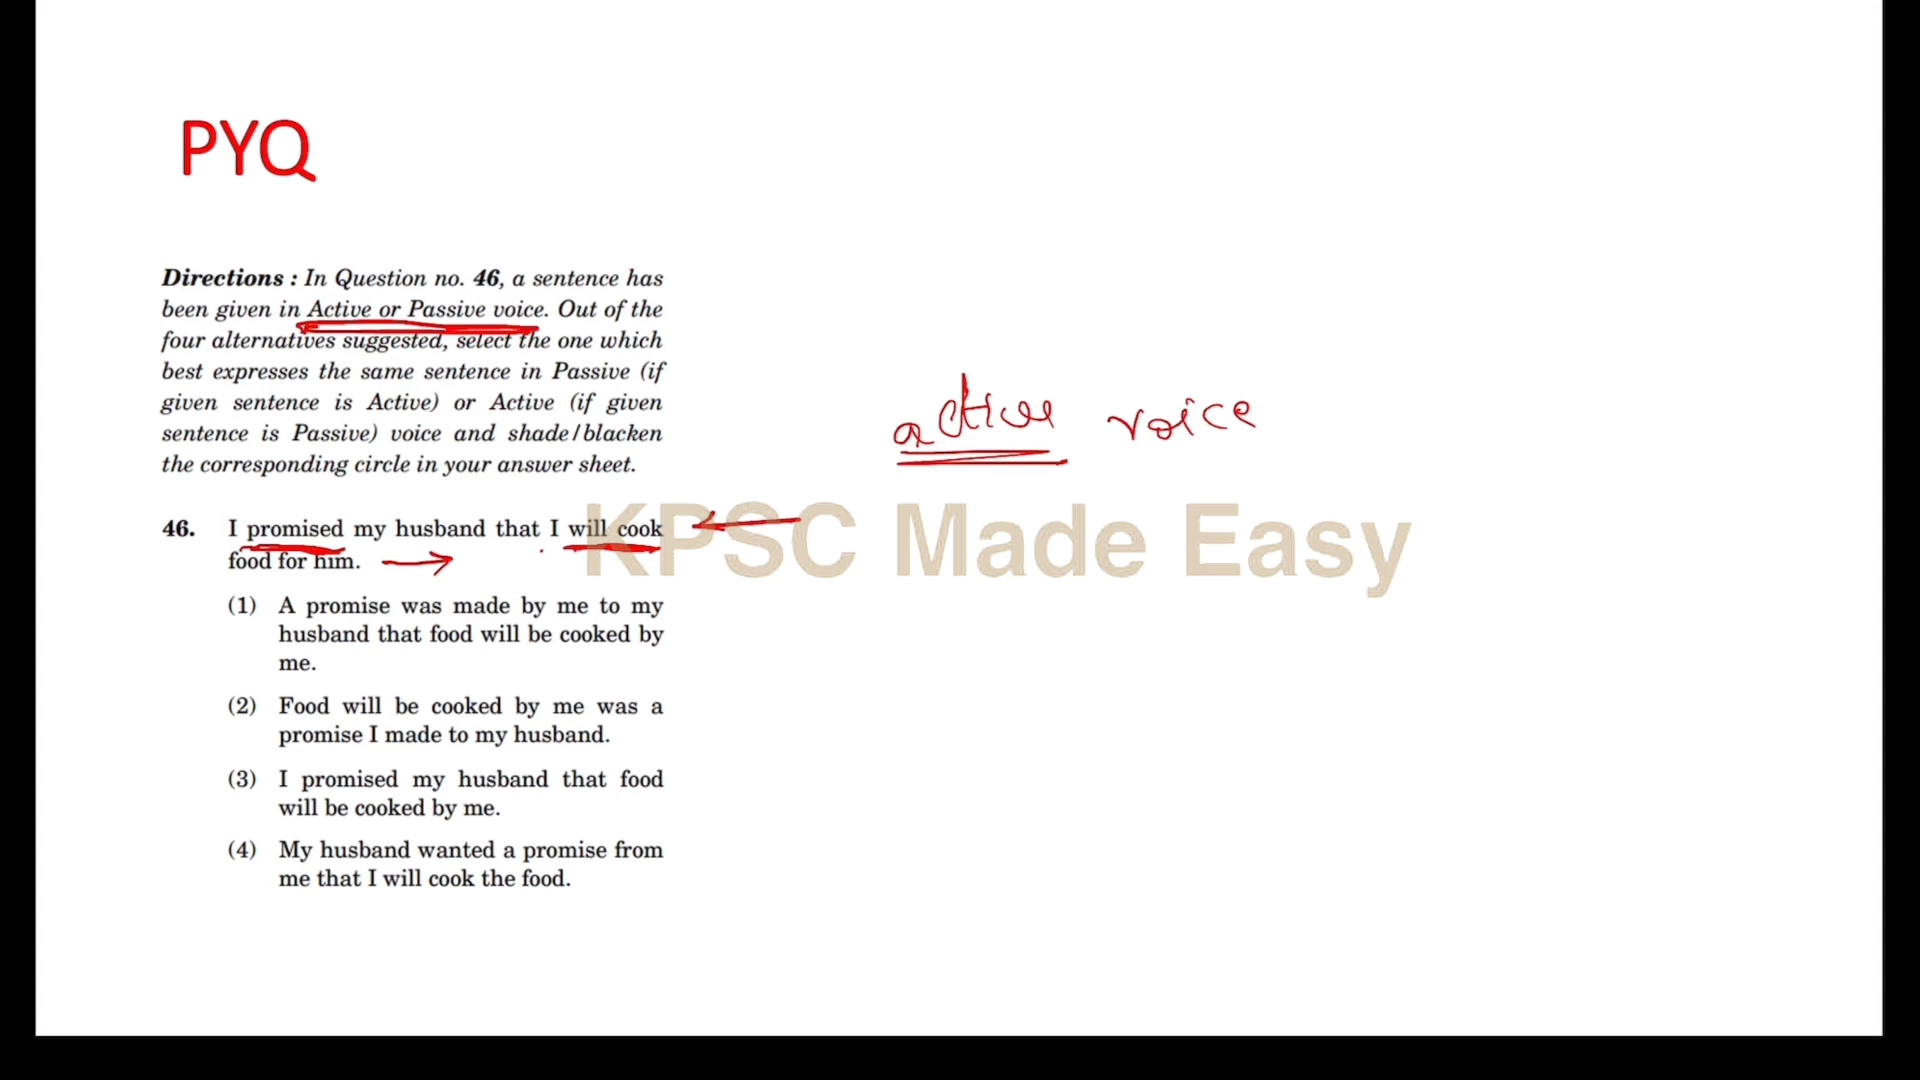 PYQ
Directions : In Question no. 46, a sentence has
been given in Active or Passive voice. Out of the
four alternatives suggested, select the one which
best expresses the same sentence in Passive (if
given sentence is Active) or Active (if given
sentence is Passive) voice and shade/blacken
the corresponding circle in your answer sheet.
active voice
46. I promised my husband that I will cook
food for him.
KPSC Made Easy
(1) A promise was made by me to my
husband that food will be cooked by
me.
(2) Food will be cooked by me was a
promise I made to my husband.
(3) I promised my husband that food
will be cooked by me.
(4) My husband wanted a promise from
me that I will cook the food.